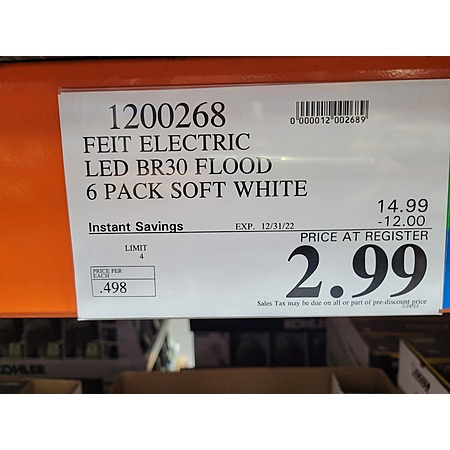 1200268
0 000012 002689
FEIT ELECTRIC
LED BR30 FLOOD
6 PACK SOFT WHITE
14.99
Instant Savings EXP. 12/31/22 -12.00
PRICE AT REGISTER
LIMIT
4
2.99
PRICE PER
EACH
.498
Sales Tax may be due on all or part of pre-discount price
KOHLER